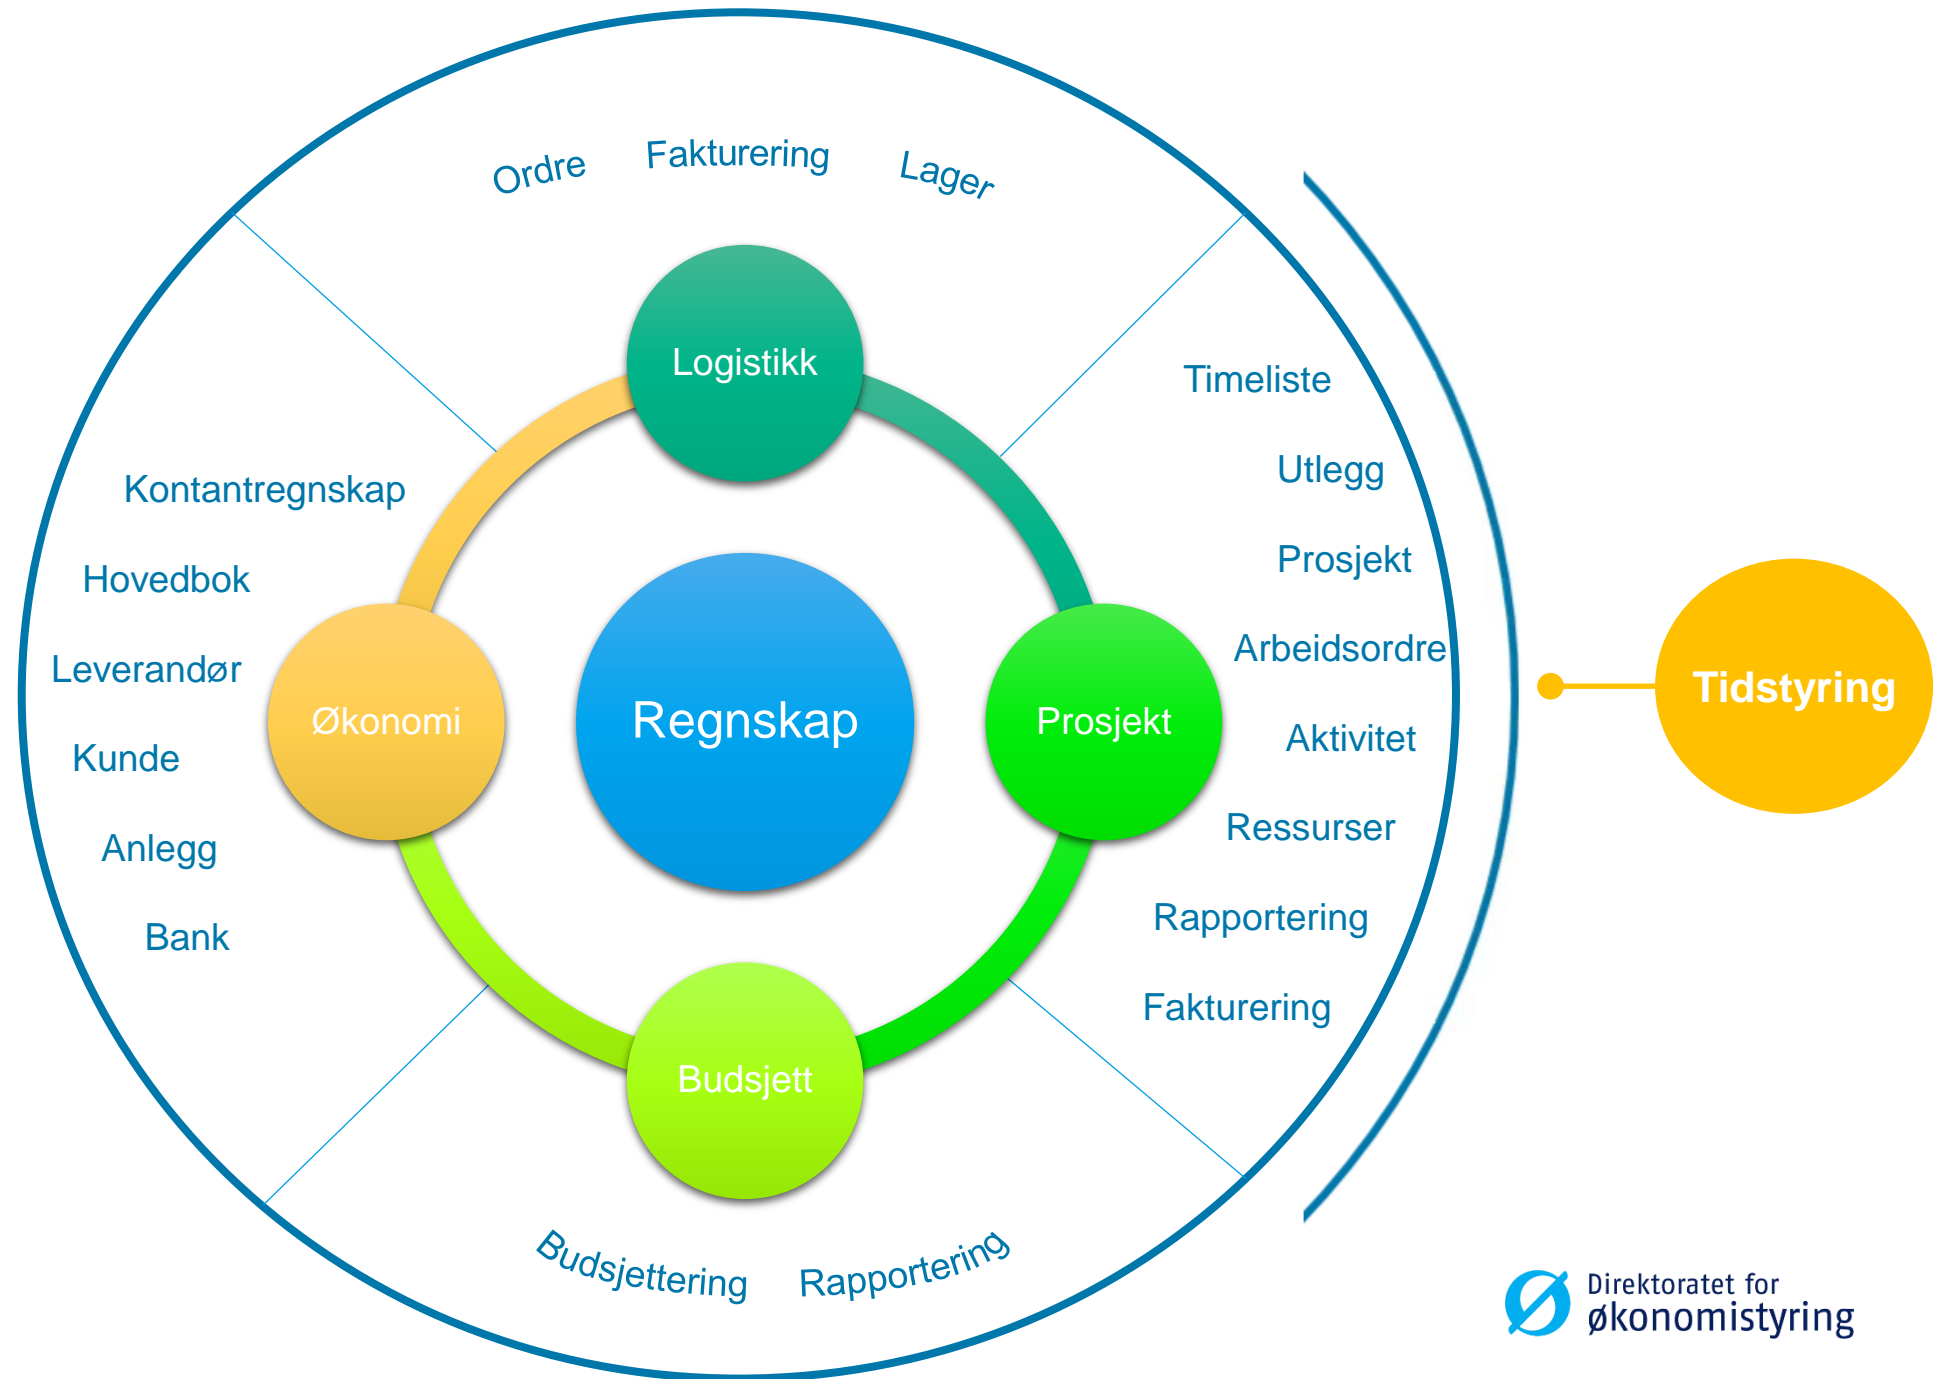 Ordre Fakturering Lager
Logistikk
Kontantregnskap
Hovedbok
Leverandør
Kunde
Anlegg
Bank
Økonomi
Regnskap
Prosjekt
Timeliste
Utlegg
Prosjekt
Arbeidsordre
Aktivitet
Ressurser
Rapportering
Fakturering
Tidstyring
Budsjett
Budsjettering Rapportering
Direktoratet for
økonomistyring